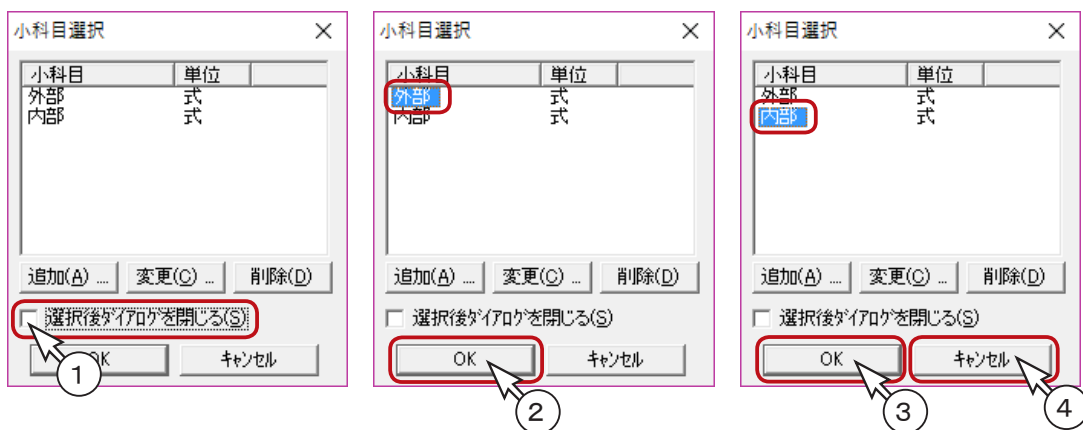 小科目選択
小科目 単位
外部 式
内部 式
追加(A) ... 変更(C) ... 削除(D)
選択後ダイアログを閉じる(S)
OK キャンセル
1
小科目選択
小科目 単位
外部 式
内部 式
追加(A) ... 変更(C) ... 削除(D)
選択後ダイアログを閉じる(S)
OK キャンセル
2
小科目選択
小科目 単位
外部 式
内部 式
追加(A) ... 変更(C) ... 削除(D)
選択後ダイアログを閉じる(S)
OK キャンセル
3 4